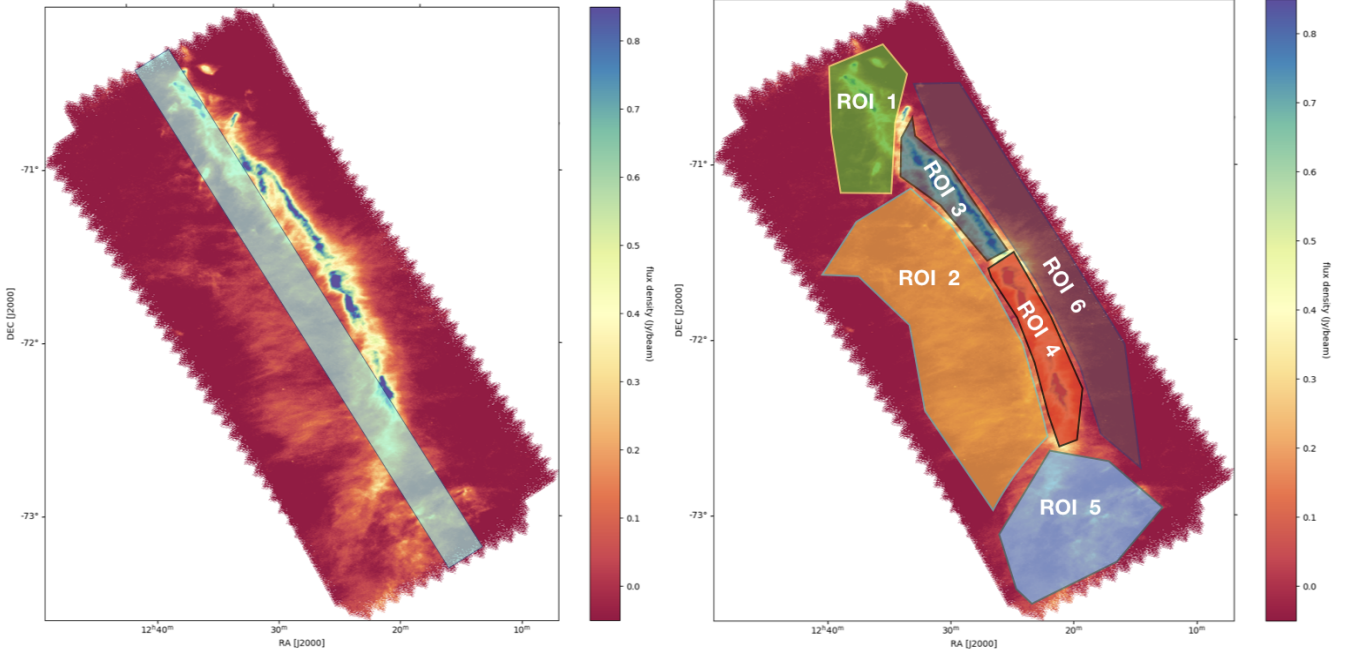 -71°
-72°
-73°
DEC [J2000]
12ʰ40ᵐ
30ᵐ
20ᵐ
10ᵐ
RA [J2000]
0.8
0.7
0.6
0.5
0.4
0.3
0.2
0.1
0.0
flux density (Jy/beam)
ROI 1
ROI 2
ROI 3
ROI 4
ROI 5
ROI 6
-71°
-72°
-73°
DEC [J2000]
12ʰ40ᵐ
30ᵐ
20ᵐ
10ᵐ
RA [J2000]
0.8
0.7
0.6
0.5
0.4
0.3
0.2
0.1
0.0
flux density (Jy/beam)